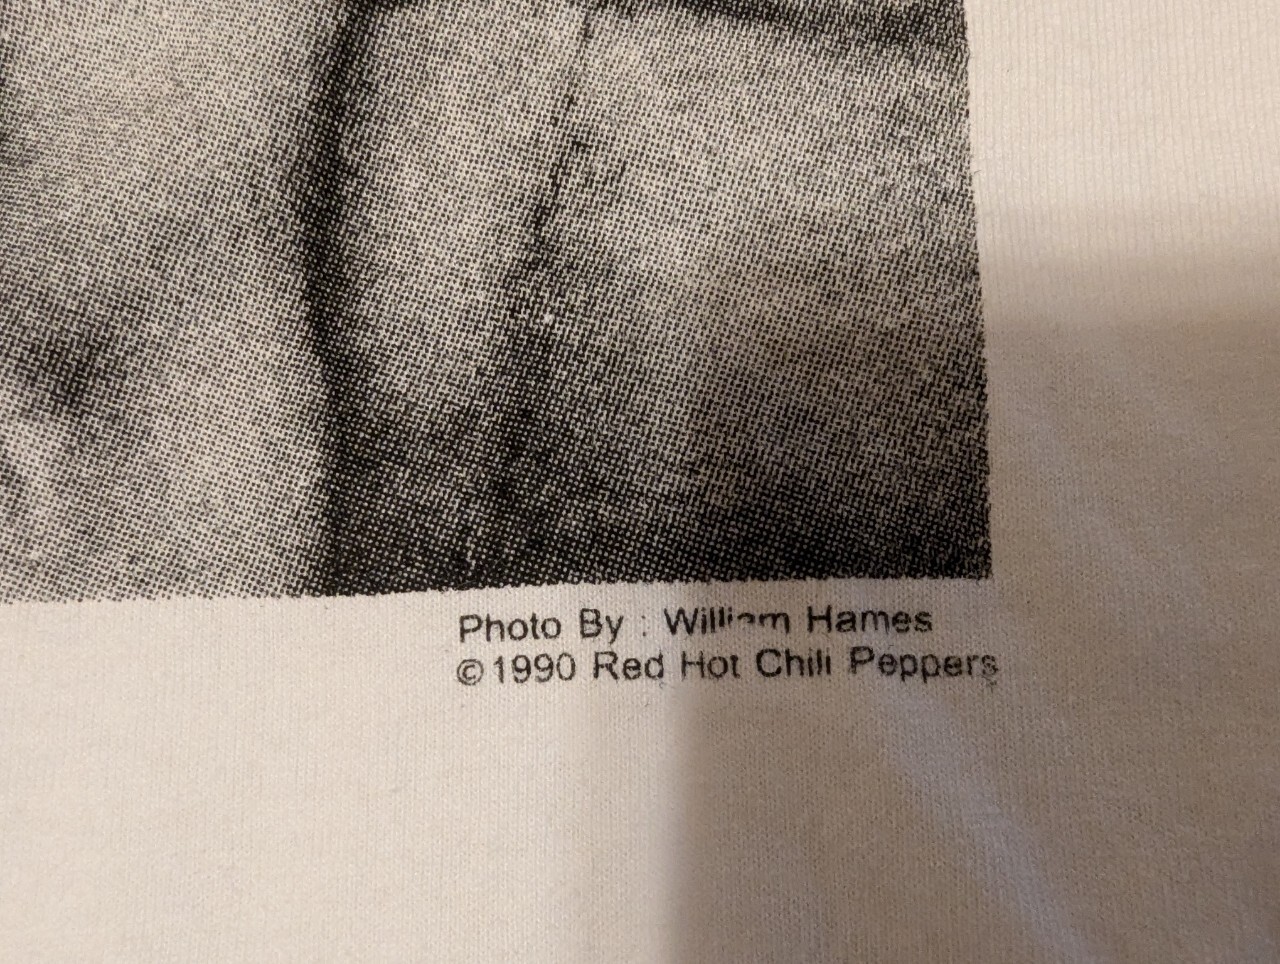 Photo By : William Hames
©1990 Red Hot Chili Peppers